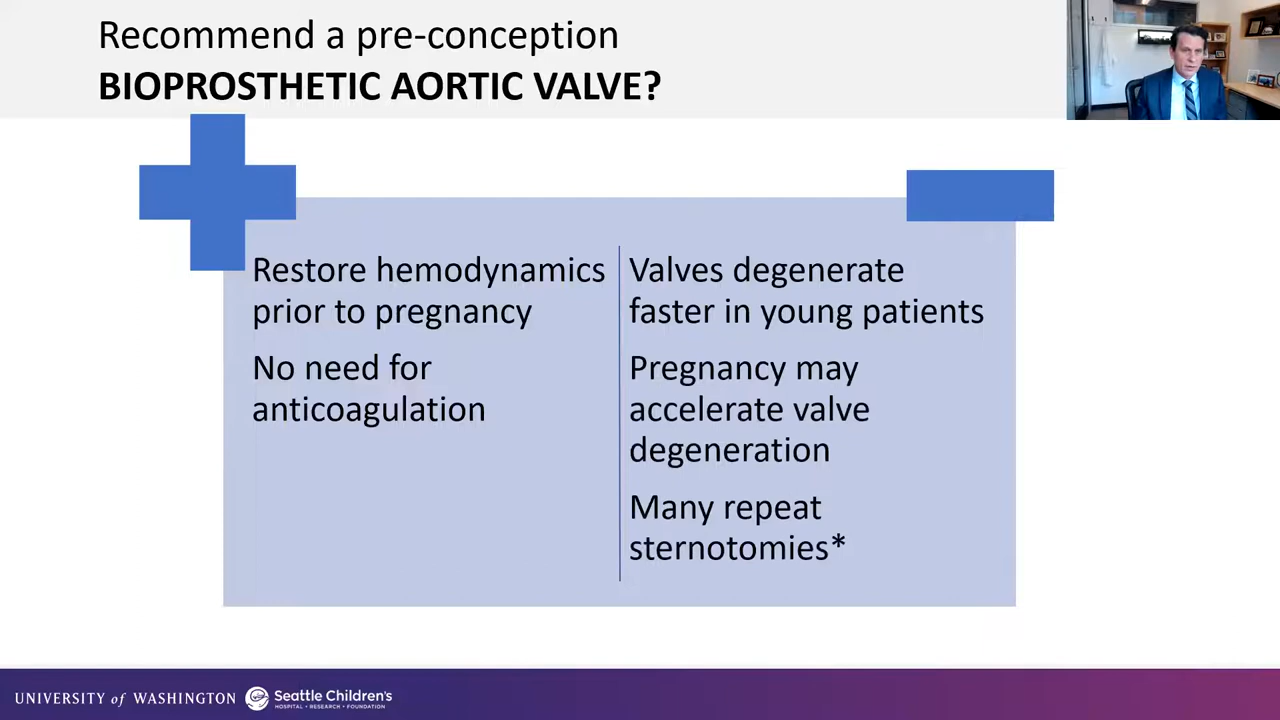 Recommend a pre-conception
BIOPROSTHETIC AORTIC VALVE?
Restore hemodynamics
prior to pregnancy
No need for
anticoagulation
Valves degenerate
faster in young patients
Pregnancy may
accelerate valve
degeneration
Many repeat
sternotomies*
UNIVERSITY of WASHINGTON
Seattle Children's
HOSPITAL • RESEARCH • FOUNDATION